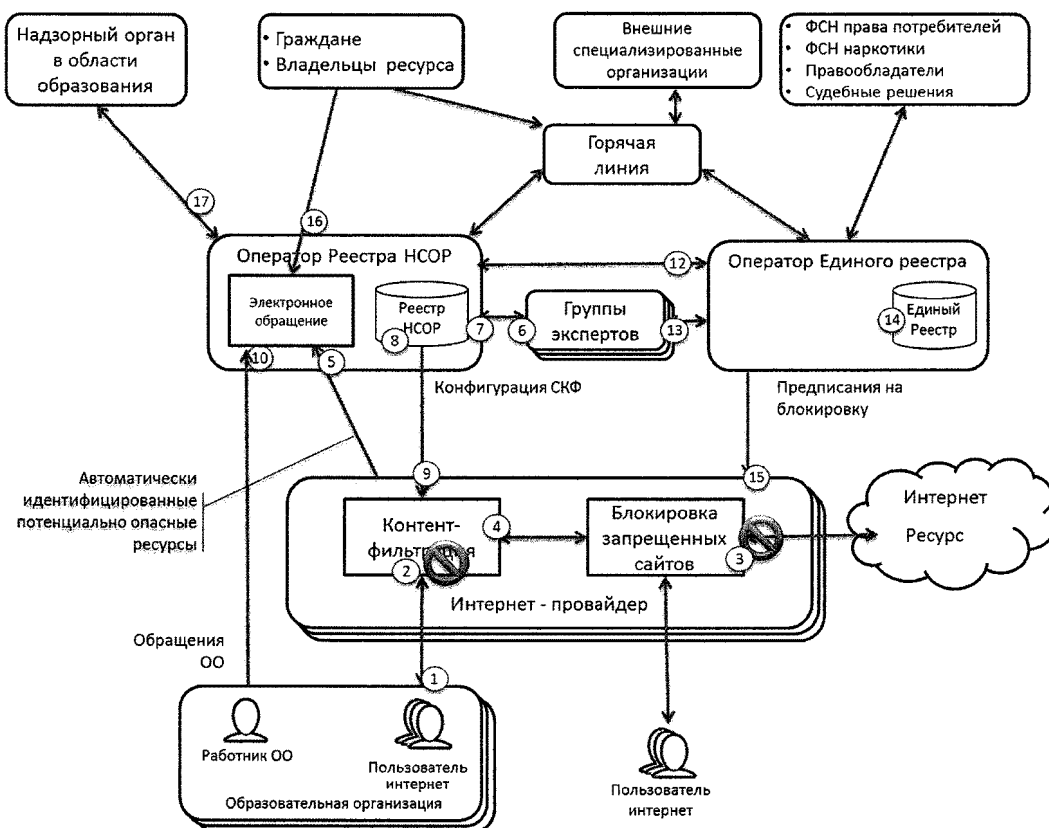 Надзорный орган
в области
образования
• Граждане
• Владельцы ресурса
Внешние
специализированные
организации
• ФСН права потребителей
• ФСН наркотики
• Правообладатели
• Судебные решения
Горячая
линия
17
16
Оператор Реестра НСОР
12
Оператор Единого реестра
Электронное
обращение
Реестр
НСОР
8
7
6
Группы
экспертов
13
14
Единый
Реестр
10
5
Конфигурация СКФ
Предписания на
блокировку
Автоматически
идентифицированные
потенциально опасные
ресурсы
9
15
Контент-
фильтрация
2
4
Блокировка
запрещенных
сайтов
3
Интернет
Ресурс
Интернет - провайдер
Обращения
ОО
1
Работник ОО
Пользователь
интернет
Образовательная организация
Пользователь
интернет